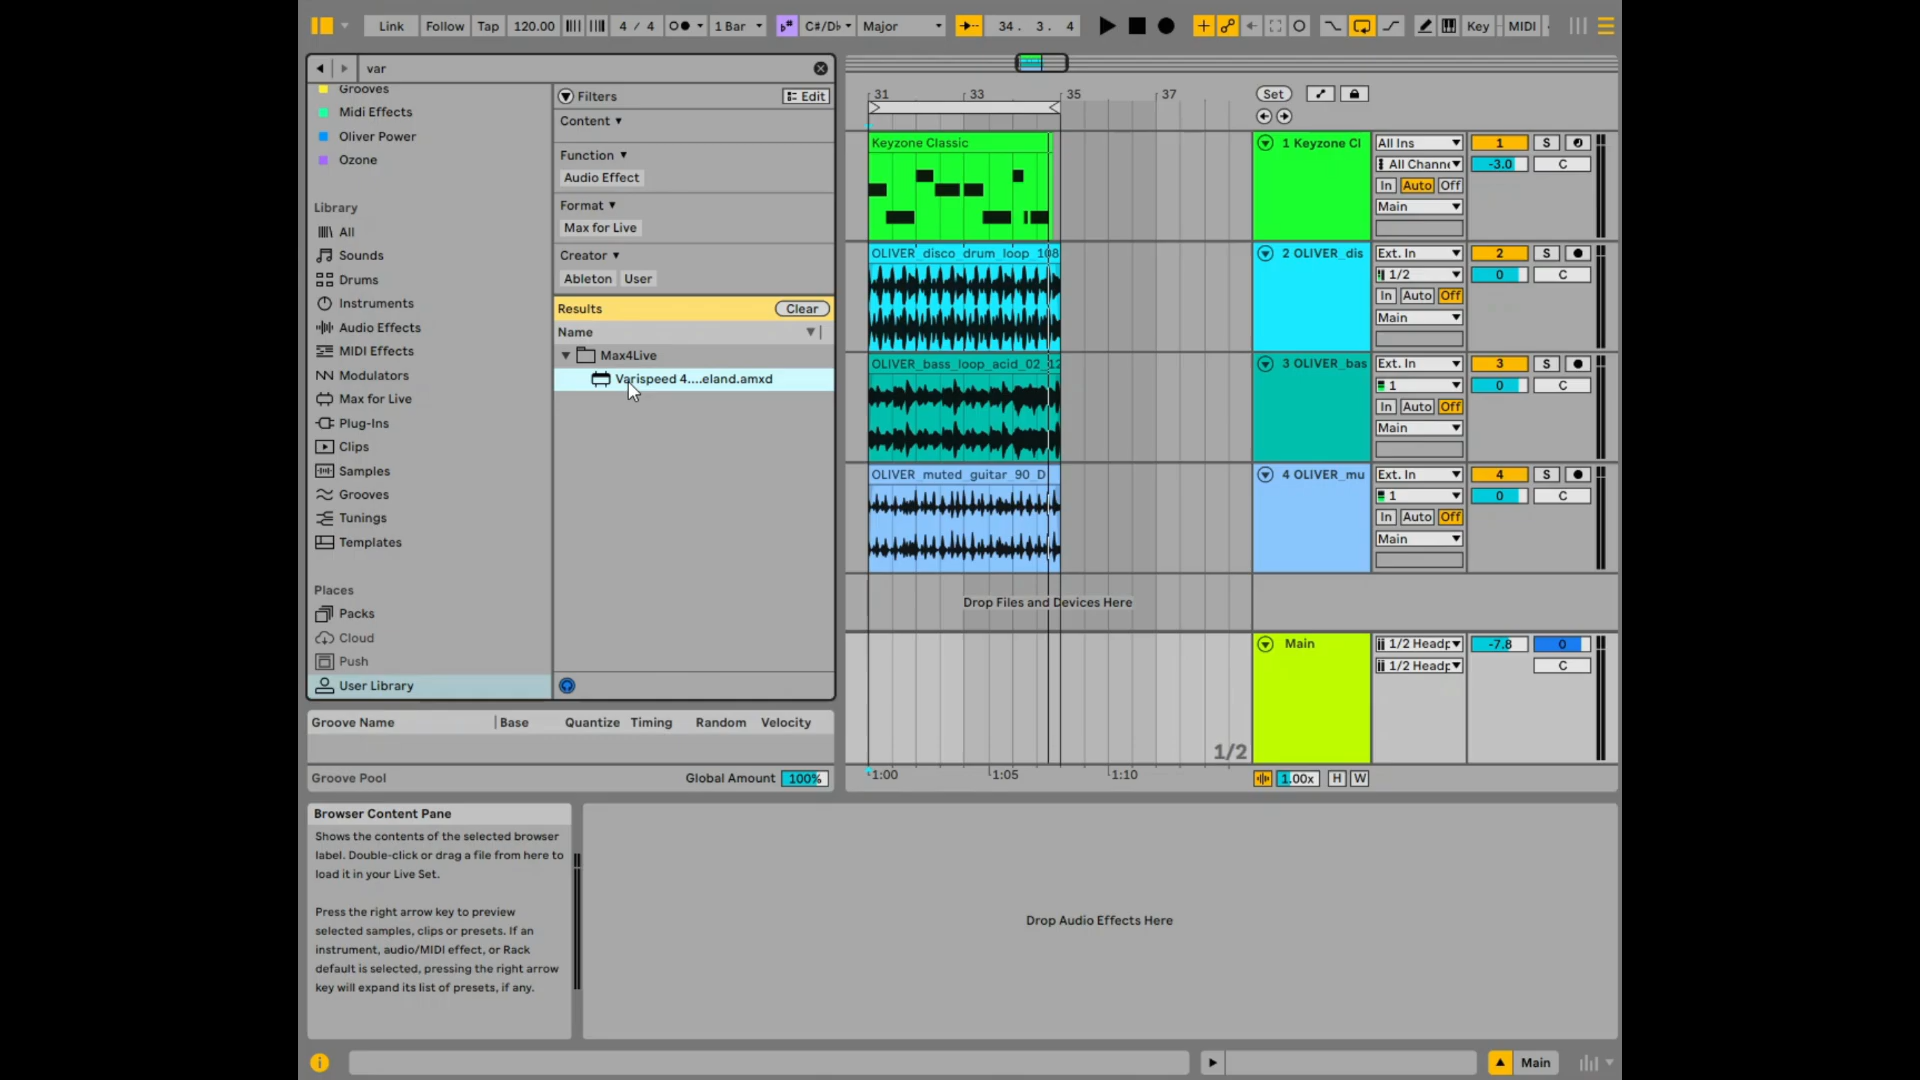 Link Follow Tap 120.00 4 / 4 1 Bar C#/D♭ Major 34. 3. 4 Key MIDI
var
Grooves
Midi Effects
Oliver Power
Ozone
Library
All
Sounds
Drums
Instruments
Audio Effects
MIDI Effects
Modulators
Max for Live
Plug-Ins
Clips
Samples
Grooves
Tunings
Templates
Places
Packs
Cloud
Push
User Library
Filters Edit
Content
Function
Audio Effect
Format
Max for Live
Creator
Ableton User
Results Clear
Name
Max4Live
Varispeed 4....eland.amxd
31 33 35 37
Set
Keyzone Classic
1 Keyzone Cl All Ins 1 S
All Channe -3.0 C
In Auto Off
Main
OLIVER_disco_drum_loop_108
2 OLIVER_dis Ext. In 2 S
1/2 0 C
In Auto Off
Main
OLIVER_bass_loop_acid_02_12
3 OLIVER_bas Ext. In 3 S
1 0 C
In Auto Off
Main
OLIVER_muted_guitar_90_D
4 OLIVER_mu Ext. In 4 S
1 0 C
In Auto Off
Main
Drop Files and Devices Here
Main 1/2 Headp -7.8 0
1/2 Headp C
1/2
1:00 1:05 1:10
1.00x H W
Groove Name Base Quantize Timing Random Velocity
Groove Pool Global Amount 100%
Browser Content Pane
Shows the contents of the selected browser
label. Double-click or drag a file from here to
load it in your Live Set.
Press the right arrow key to preview
selected samples, clips or presets. If an
instrument, audio/MIDI effect, or Rack
default is selected, pressing the right arrow
key will expand its list of presets, if any.
Drop Audio Effects Here
Main